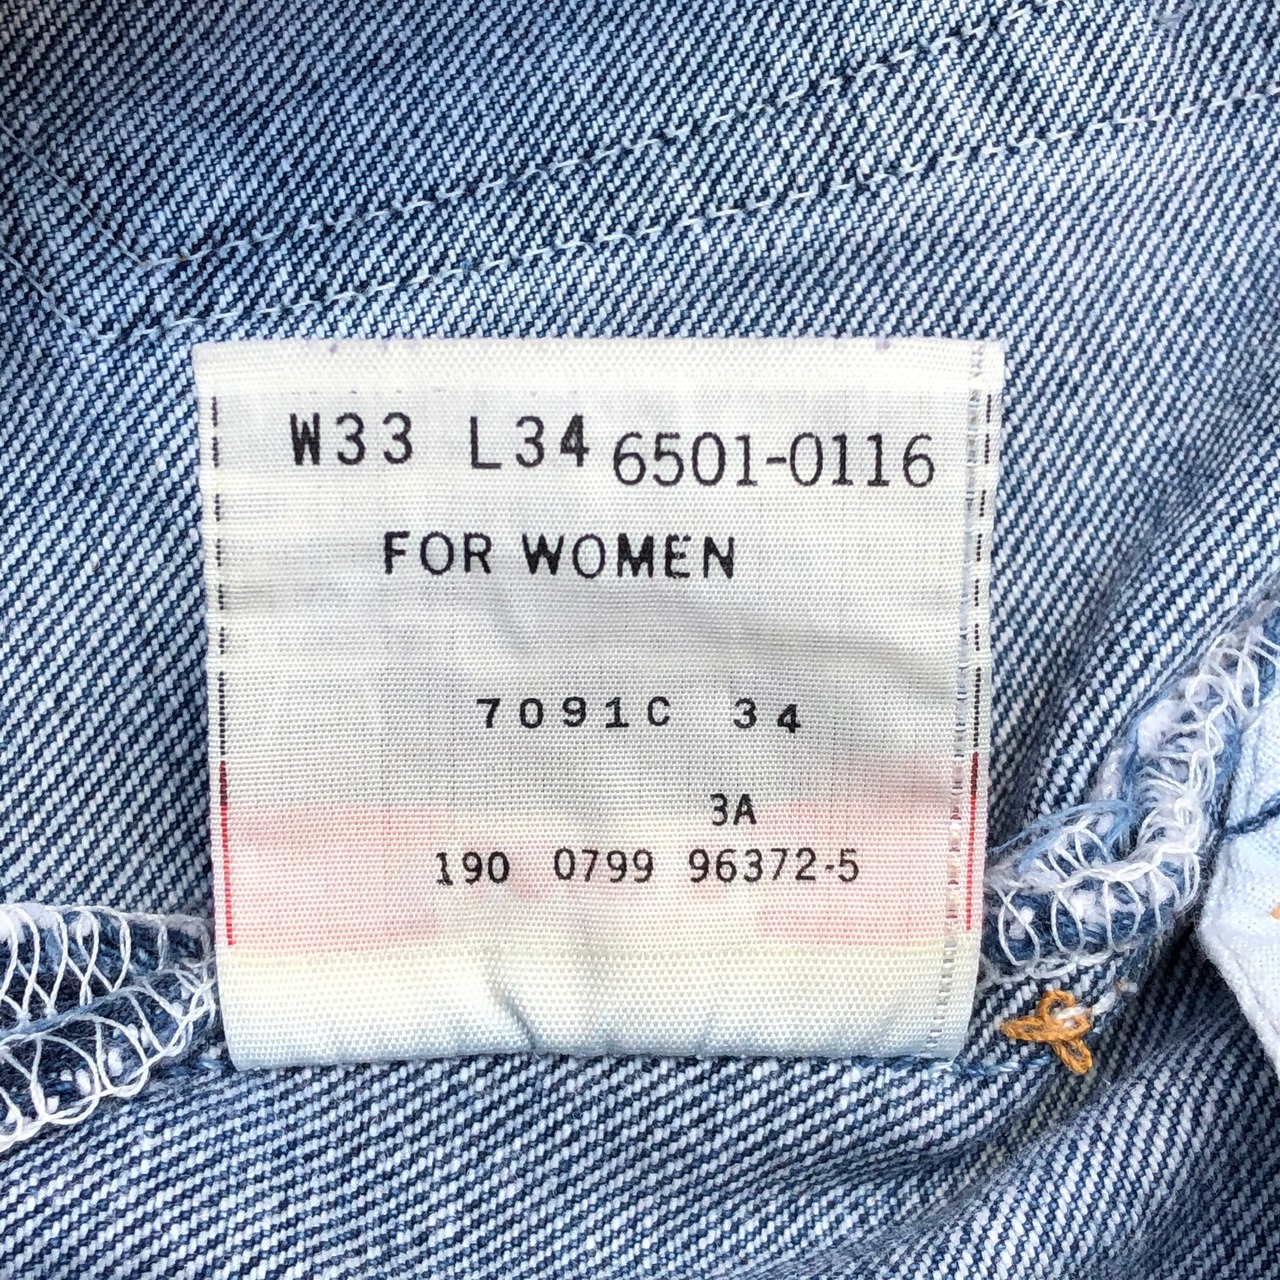 W33 L34 6501-0116
FOR WOMEN
7091C 34
3A
190 0799 96372-5